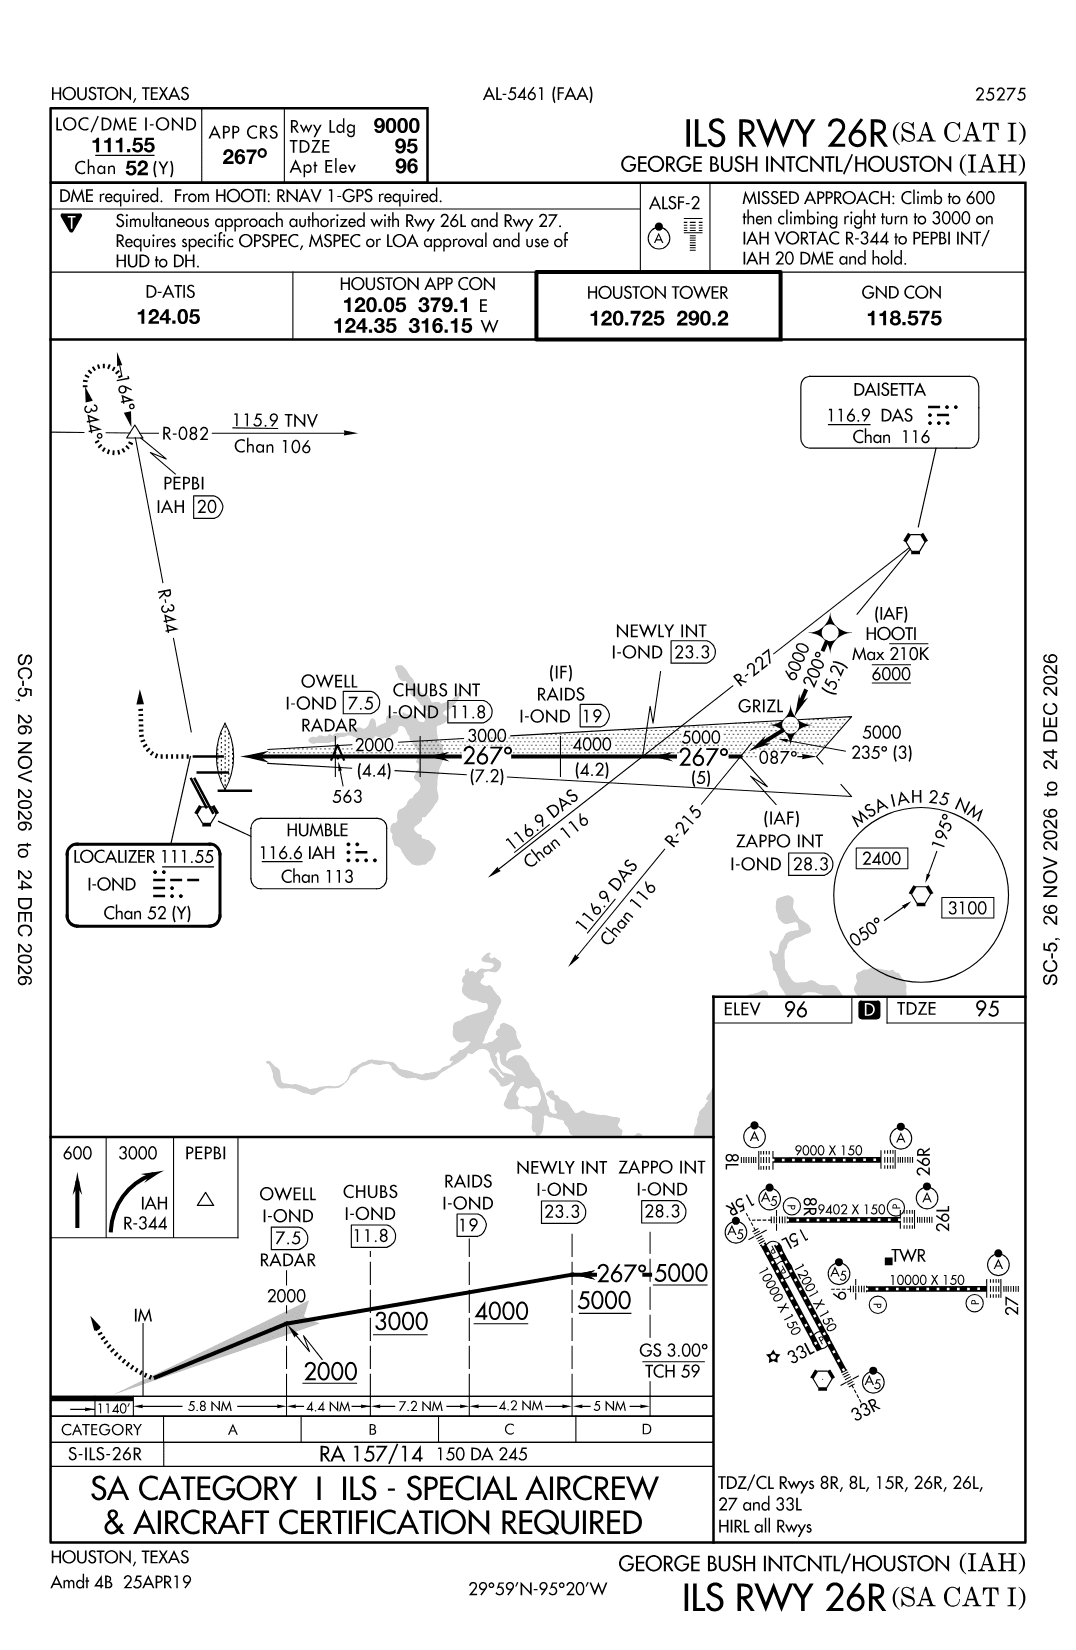 HOUSTON, TEXAS
AL-5461 (FAA)
25275
LOC/DME I-OND
111.55
Chan 52 (Y)
APP CRS
267°
Rwy Ldg 9000
TDZE 95
Apt Elev 96
ILS RWY 26R (SA CAT I)
GEORGE BUSH INTCNTL/HOUSTON (IAH)
DME required. From HOOTI: RNAV 1-GPS required.
T
Simultaneous approach authorized with Rwy 26L and Rwy 27.
Requires specific OPSPEC, MSPEC or LOA approval and use of
HUD to DH.
ALSF-2
A
MISSED APPROACH: Climb to 600
then climbing right turn to 3000 on
IAH VORTAC R-344 to PEPBI INT/
IAH 20 DME and hold.
D-ATIS
124.05
HOUSTON APP CON
120.05 379.1 E
124.35 316.15 W
HOUSTON TOWER
120.725 290.2
GND CON
118.575
164°
344°
R-082
115.9 TNV
Chan 106
PEPBI
IAH 20
R-344
DAISETTA
116.9 DAS
Chan 116
(IAF)
HOOTI
Max 210K
6000
6000
200°
(5.2)
NEWLY INT
I-OND 23.3
R-227
GRIZL
5000
235° (3)
OWELL
I-OND 7.5
RADAR
CHUBS INT
I-OND 11.8
(IF)
RAIDS
I-OND 19
2000
3000
4000
5000
267°
267°
087°
(4.4)
(7.2)
(4.2)
(5)
563
116.9 DAS
Chan 116
R-215
116.9 DAS
Chan 116
(IAF)
ZAPPO INT
I-OND 28.3
HUMBLE
116.6 IAH
Chan 113
LOCALIZER 111.55
I-OND
Chan 52 (Y)
MSA IAH 25 NM
195°
2400
3100
050°
SC-5, 26 NOV 2026 to 24 DEC 2026
SC-5, 26 NOV 2026 to 24 DEC 2026
ELEV 96
D
TDZE 95
A
A
8L
9000 X 150
26R
15R
A5
P
8R
9402 X 150
P
A
26L
A5
15L
P
P
TWR
A5
9
10000 X 150
P
P
A
27
12001 X 150
10000 X 150
33L
P
A5
33R
TDZ/CL Rwys 8R, 8L, 15R, 26R, 26L,
27 and 33L
HIRL all Rwys
600
3000
IAH
R-344
PEPBI
OWELL
I-OND
7.5
RADAR
CHUBS
I-OND
11.8
RAIDS
I-OND
19
NEWLY INT
I-OND
23.3
ZAPPO INT
I-OND
28.3
2000
IM
267°
5000
5000
4000
3000
2000
GS 3.00°
TCH 59
1140'
5.8 NM
4.4 NM
7.2 NM
4.2 NM
5 NM
CATEGORY A B C D
S-ILS-26R RA 157/14 150 DA 245
SA CATEGORY I ILS - SPECIAL AIRCREW
& AIRCRAFT CERTIFICATION REQUIRED
HOUSTON, TEXAS
Amdt 4B 25APR19
29°59'N-95°20'W
GEORGE BUSH INTCNTL/HOUSTON (IAH)
ILS RWY 26R (SA CAT I)